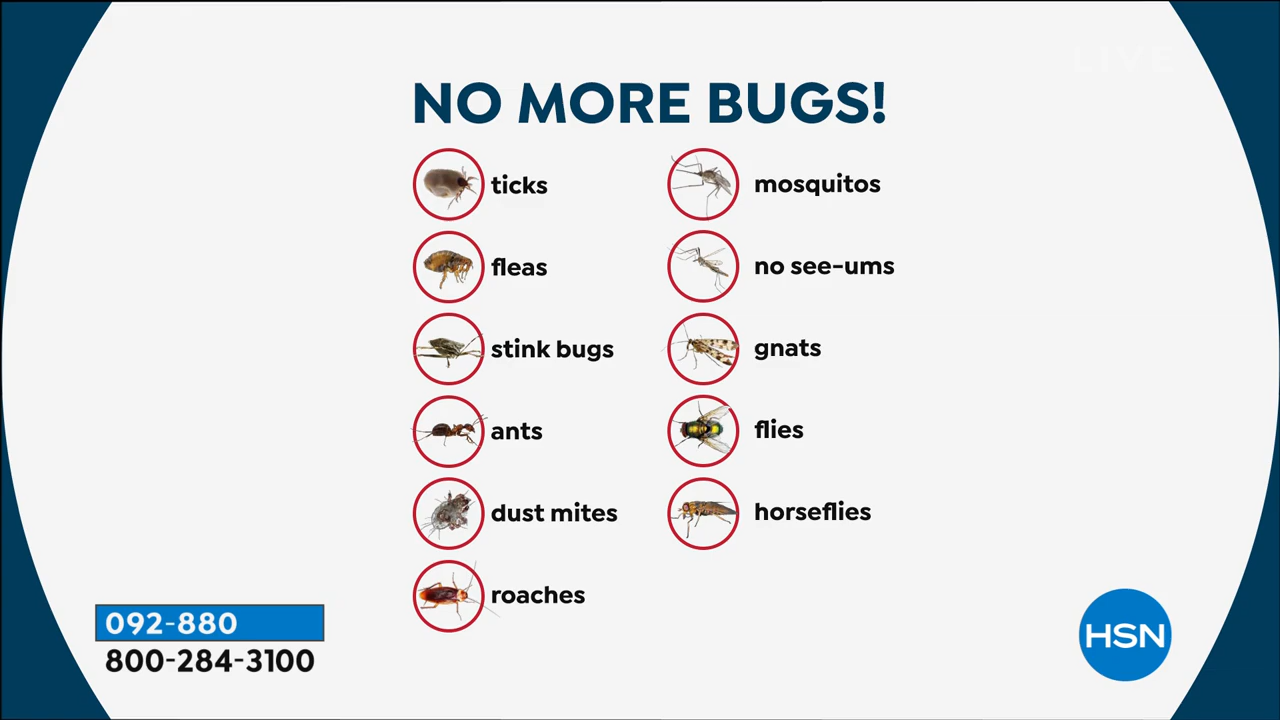 LIVE
NO MORE BUGS!
ticks
fleas
stink bugs
ants
dust mites
roaches
mosquitos
no see-ums
gnats
flies
horseflies
092-880
800-284-3100
HSN